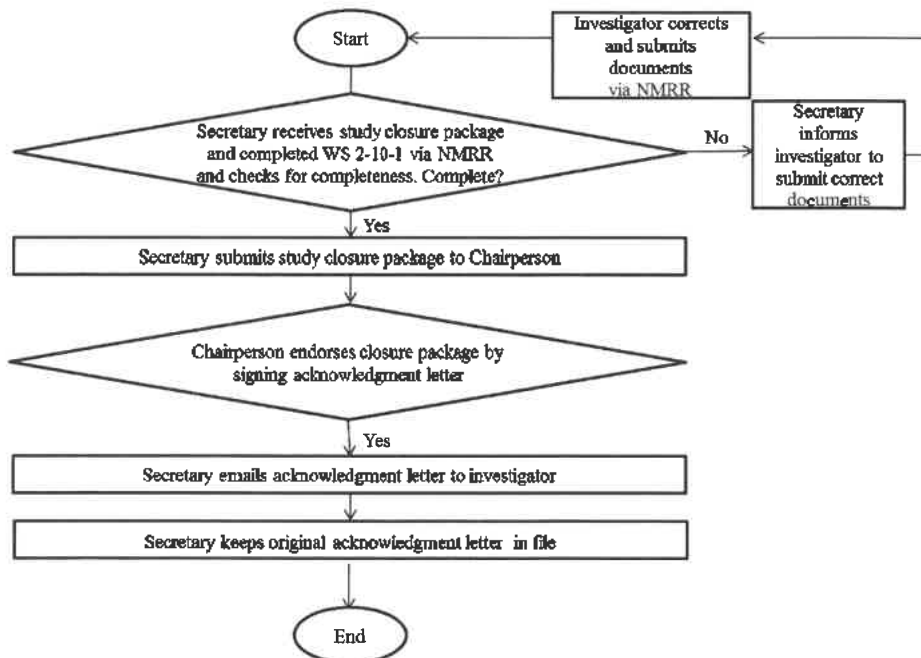 Start
Investigator corrects
and submits
documents
via NMRR
Secretary receives study closure package
and completed WS 2-10-1 via NMRR
and checks for completeness. Complete?
No
Secretary
informs
investigator to
submit correct
documents
Yes
Secretary submits study closure package to Chairperson
Chairperson endorses closure package by
signing acknowledgment letter
Yes
Secretary emails acknowledgment letter to investigator
Secretary keeps original acknowledgment letter in file
End